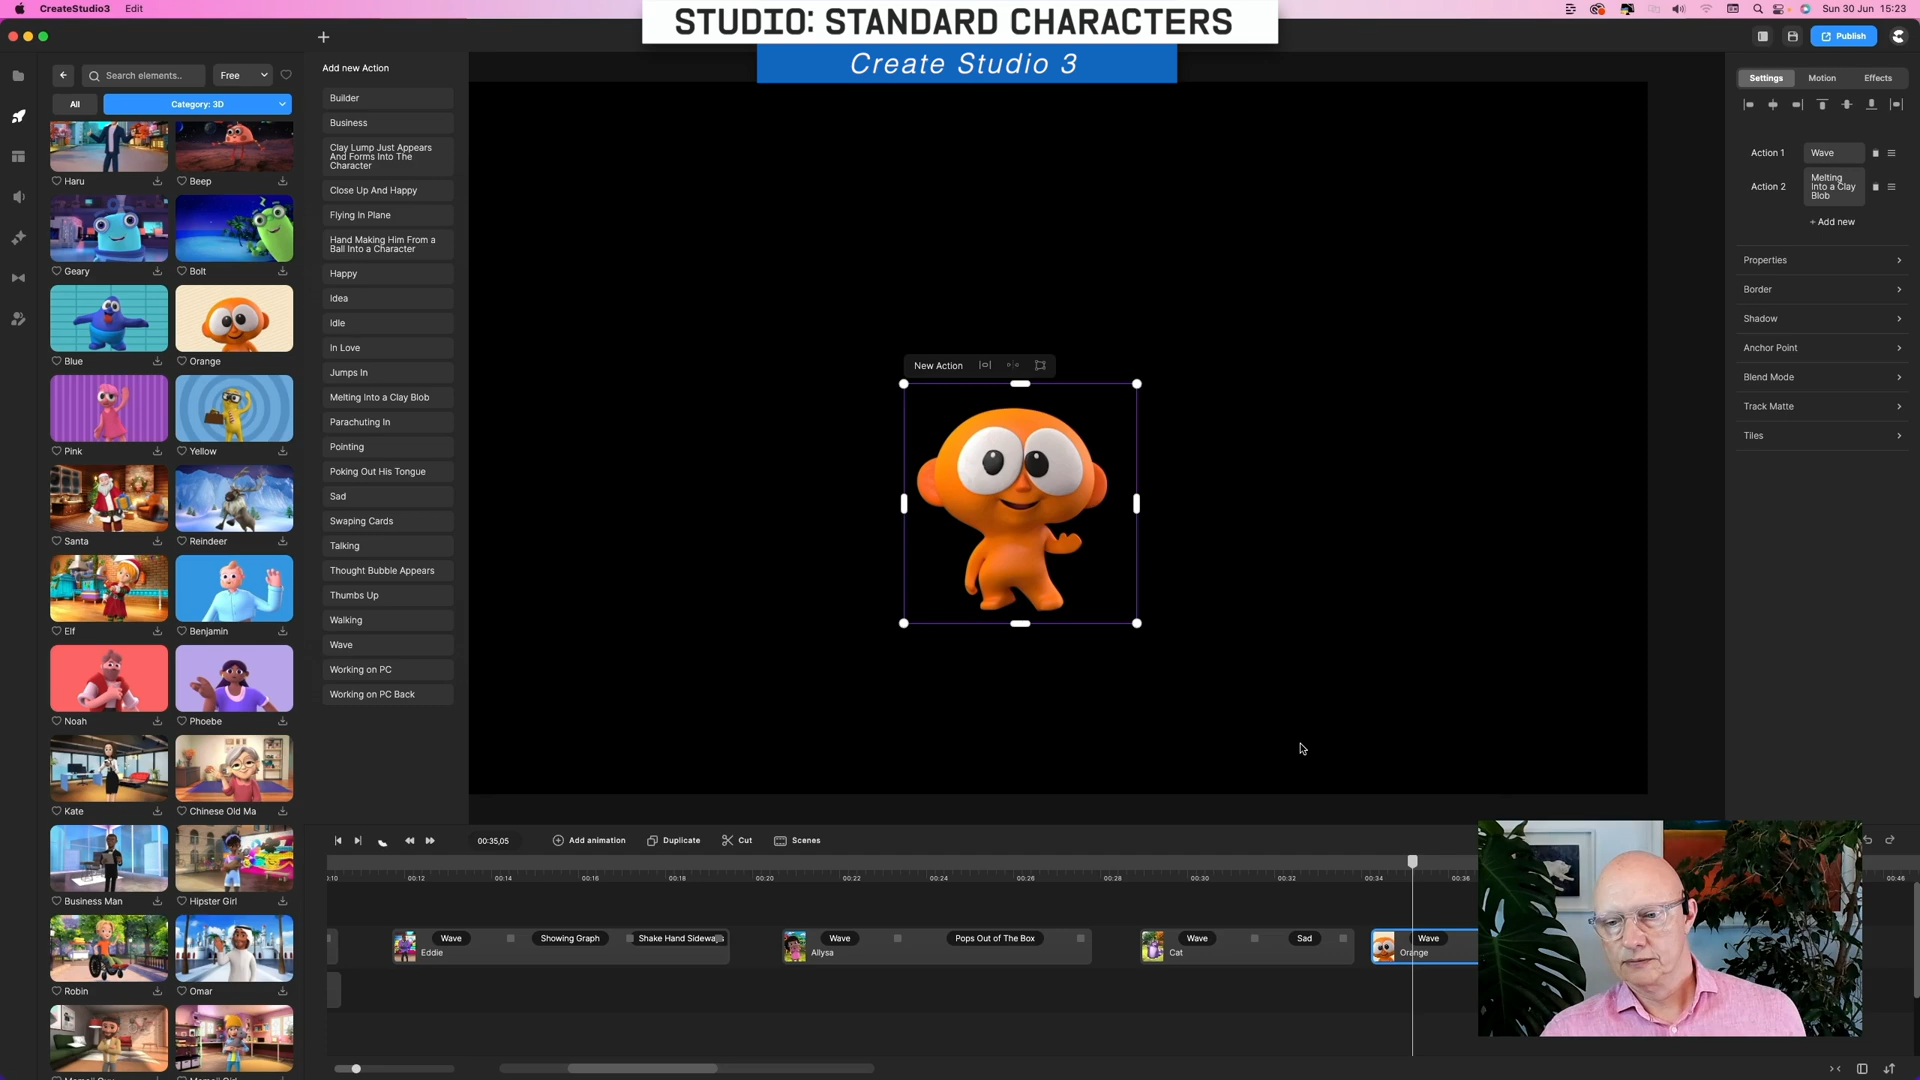 CreateStudio3 Edit
Sun 30 Jun 15:23
STUDIO: STANDARD CHARACTERS
Create Studio 3
Publish
Search elements..
Free
All
Category: 3D
Haru
Beep
Geary
Bolt
Blue
Orange
Pink
Yellow
Santa
Reindeer
Elf
Benjamin
Noah
Phoebe
Kate
Chinese Old Ma
Business Man
Hipster Girl
Robin
Omar
Add new Action
Builder
Business
Clay Lump Just Appears
And Forms Into The
Character
Close Up And Happy
Flying In Plane
Hand Making Him From a
Ball Into a Character
Happy
Idea
Idle
In Love
Jumps In
Melting Into a Clay Blob
Parachuting In
Pointing
Poking Out His Tongue
Sad
Swaping Cards
Talking
Thought Bubble Appears
Thumbs Up
Walking
Wave
Working on PC
Working on PC Back
New Action
Settings
Motion
Effects
Action 1
Wave
Action 2
Melting
Into a Clay
Blob
+ Add new
Properties
Border
Shadow
Anchor Point
Blend Mode
Track Matte
Tiles
00:35,05
Add animation
Duplicate
Cut
Scenes
00:12
00:14
00:16
00:18
00:20
00:22
00:24
00:26
00:28
00:30
00:32
00:34
00:36
00:46
Wave
Showing Graph
Eddie
Wave
Pops Out of The Box
Allysa
Wave
Sad
Cat
Wave
Orange